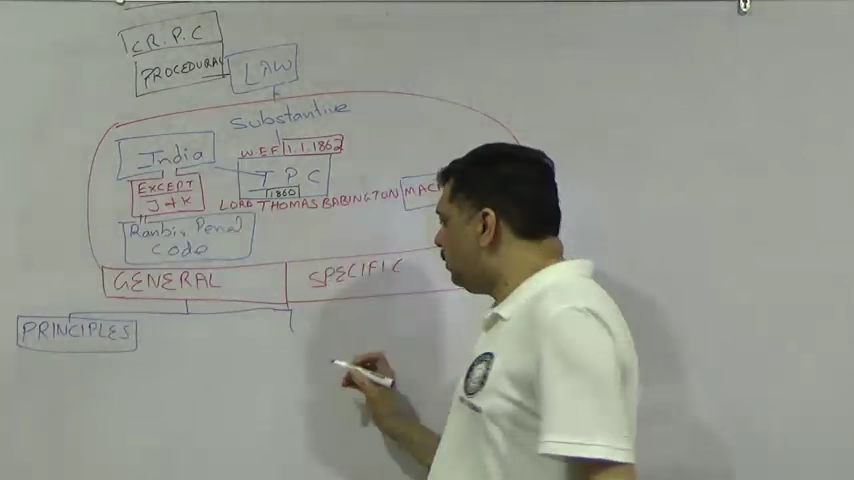 CR.P.C
PROCEDURAL
LAW
Substantive
India
W.E.F 1.1.1862
I P C
1860
EXCEPT
J + K
LORD THOMAS BABINGTON MAC
Ranbir Penal
Code
GENERAL
SPECIFIC
PRINCIPLES